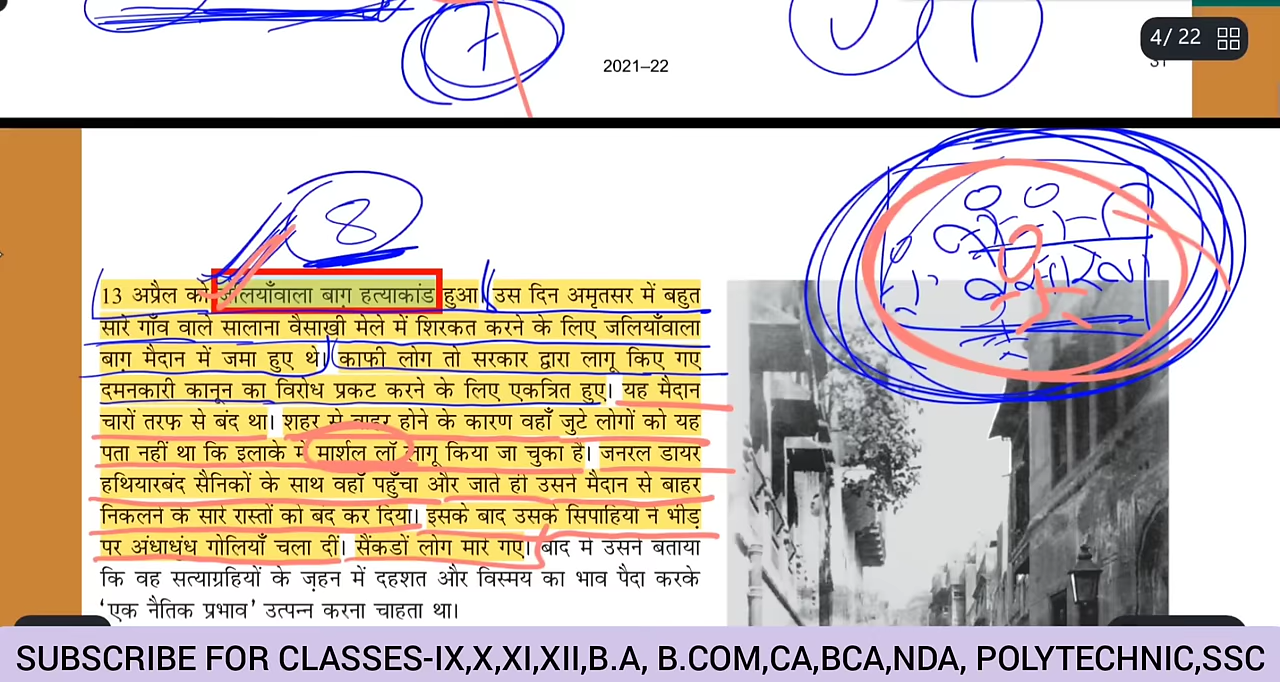 7
2021–22
4/ 22
31
8
13 अप्रैल को जलियाँवाला बाग़ हत्याकांड हुआ। उस दिन अमृतसर में बहुत
सारे गाँव वाले सालाना वैसाखी मेले में शिरकत करने के लिए जलियाँवाला
बाग़ मैदान में जमा हुए थे। काफी लोग तो सरकार द्वारा लागू किए गए
दमनकारी कानून का विरोध प्रकट करने के लिए एकत्रित हुए। यह मैदान
चारों तरफ से बंद था। शहर से बाहर होने के कारण वहाँ जुटे लोगों को यह
पता नहीं था कि इलाके में मार्शल लॉ लागू किया जा चुका है। जनरल डायर
हथियारबंद सैनिकों के साथ वहाँ पहुँचा और जाते ही उसने मैदान से बाहर
निकलने के सारे रास्तों को बंद कर दिया। इसके बाद उसके सिपाहियों ने भीड़
पर अंधाधुंध गोलियाँ चला दीं। सैंकडों लोग मारे गए। बाद में उसने बताया
कि वह सत्याग्रहियों के ज़हन में दहशत और विस्मय का भाव पैदा करके
‘एक नैतिक प्रभाव’ उत्पन्न करना चाहता था।
SUBSCRIBE FOR CLASSES-IX,X,XI,XII,B.A, B.COM,CA,BCA,NDA, POLYTECHNIC,SSC